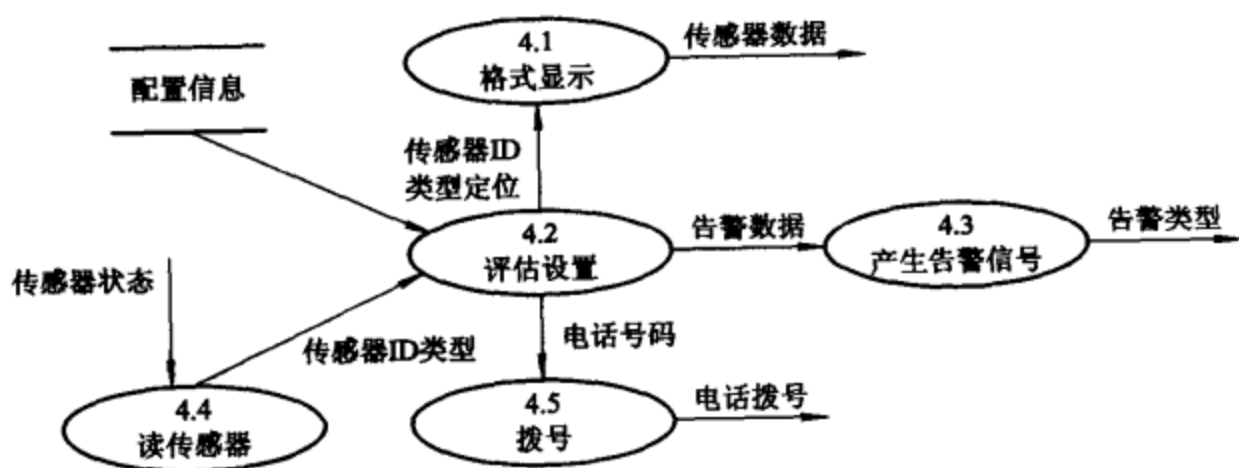 4.1
格式显示
传感器数据
配置信息
传感器ID
类型定位
4.2
评估设置
告警数据
4.3
产生告警信号
告警类型
传感器状态
传感器ID类型
电话号码
4.4
读传感器
4.5
拨号
电话拨号